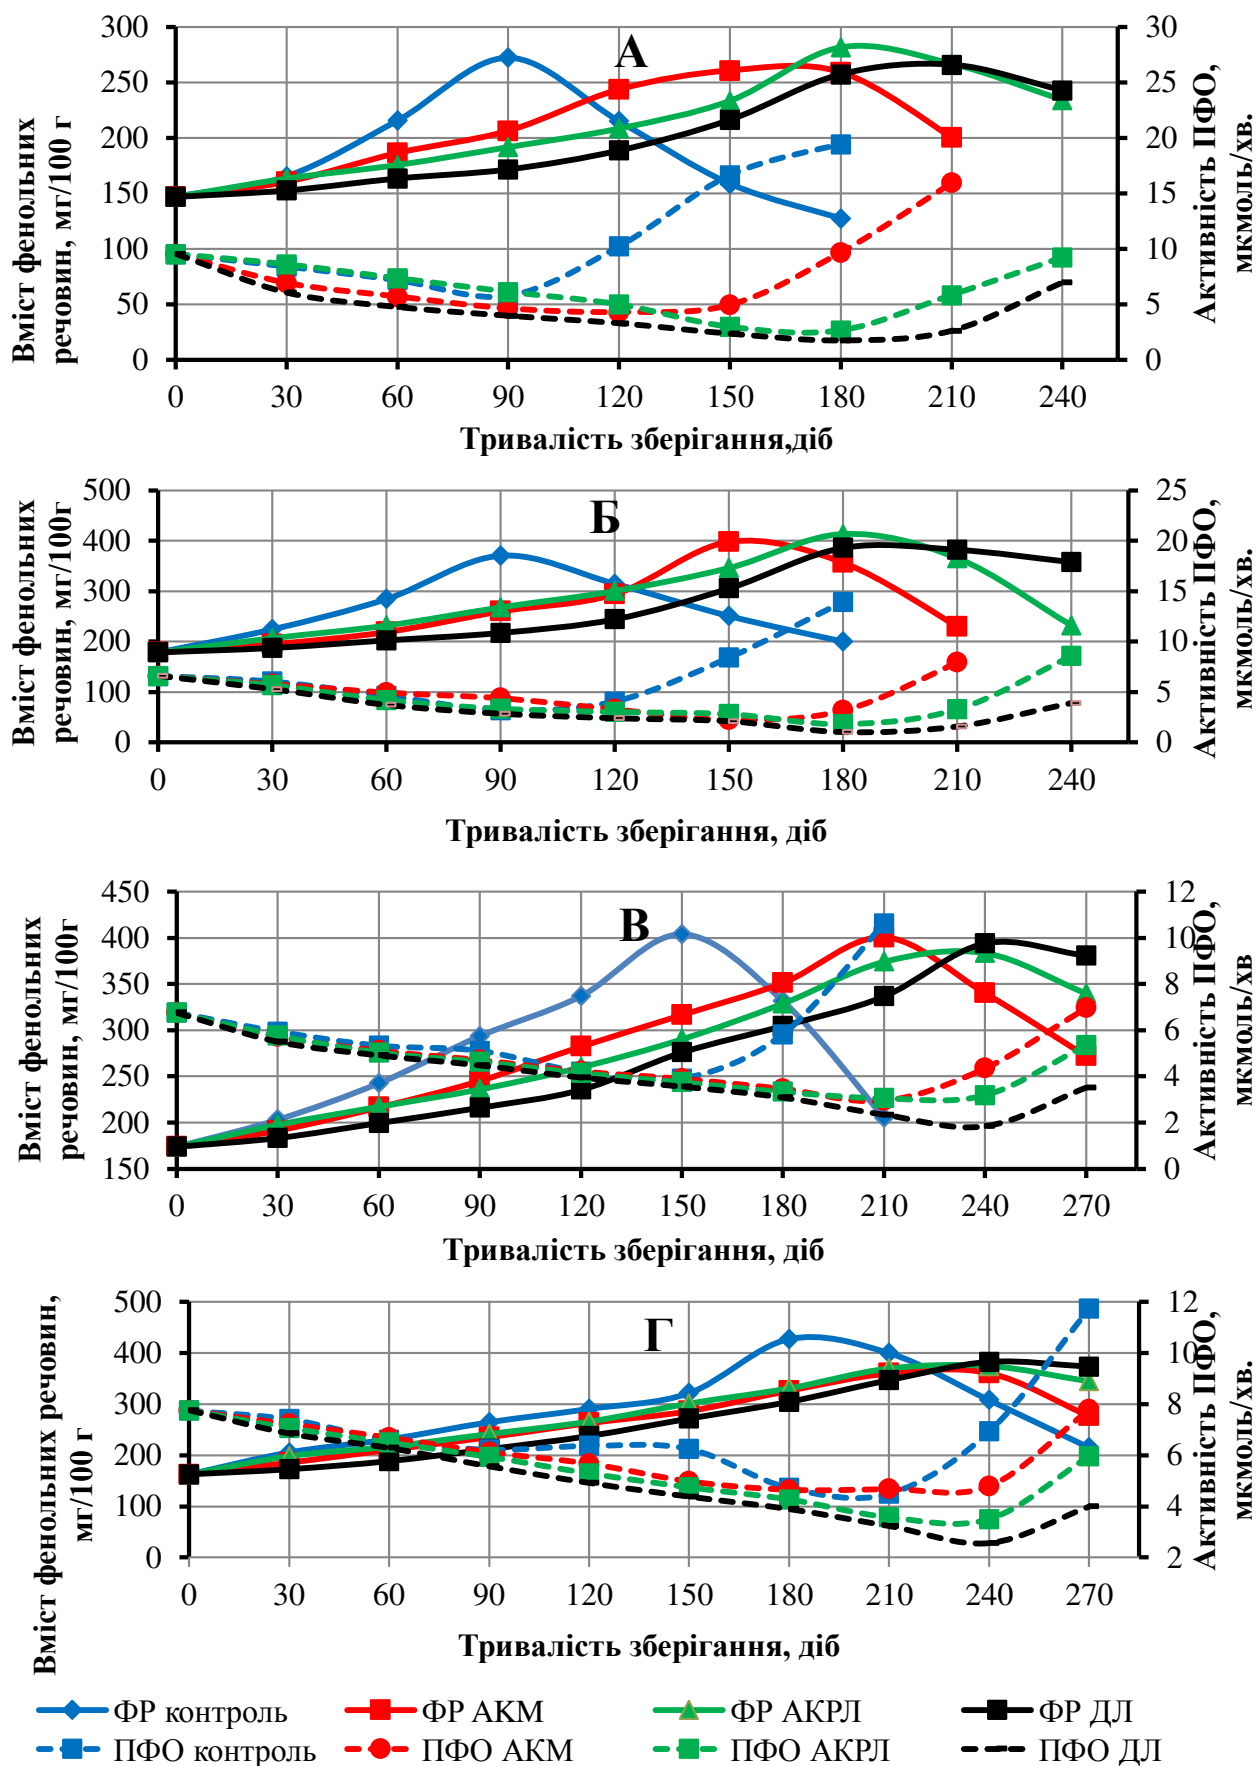 300
250
200
150
100
50
0
30
25
20
15
10
5
0
А
Вміст фенольних
речовин, мг/100 г
Активність ПФО,
мкмоль/хв.
0 30 60 90 120 150 180 210 240
Тривалість зберігання,діб
500
400
300
200
100
0
25
20
15
10
5
0
Б
Вміст фенольних
речовин, мг/100г
Активність ПФО,
мкмоль/хв.
0 30 60 90 120 150 180 210 240
Тривалість зберігання, діб
450
400
350
300
250
200
150
12
10
8
6
4
2
0
В
Вміст фенольних
речовин, мг/100г
Активність ПФО,
мкмоль/хв
0 30 60 90 120 150 180 210 240 270
Тривалість зберігання, діб
500
400
300
200
100
0
12
10
8
6
4
2
Г
Вміст фенольних речовин,
мг/100 г
Активність ПФО,
мкмоль/хв.
0 30 60 90 120 150 180 210 240 270
Тривалість зберігання, діб
ФР контроль ФР АКМ ФР АКРЛ ФР ДЛ
ПФО контроль ПФО АКМ ПФО АКРЛ ПФО ДЛ